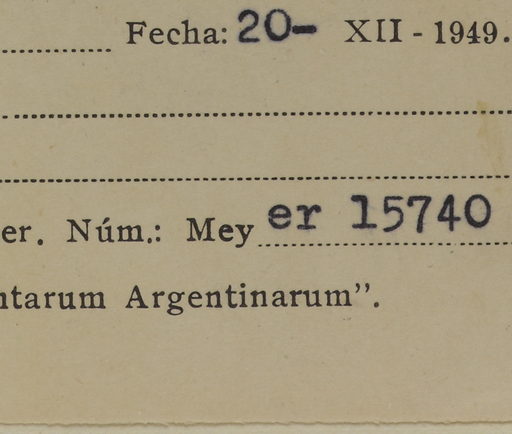 Fecha: 20- XII - 1949.
er. Núm.: Meyer 15740
ntarum Argentinarum”.